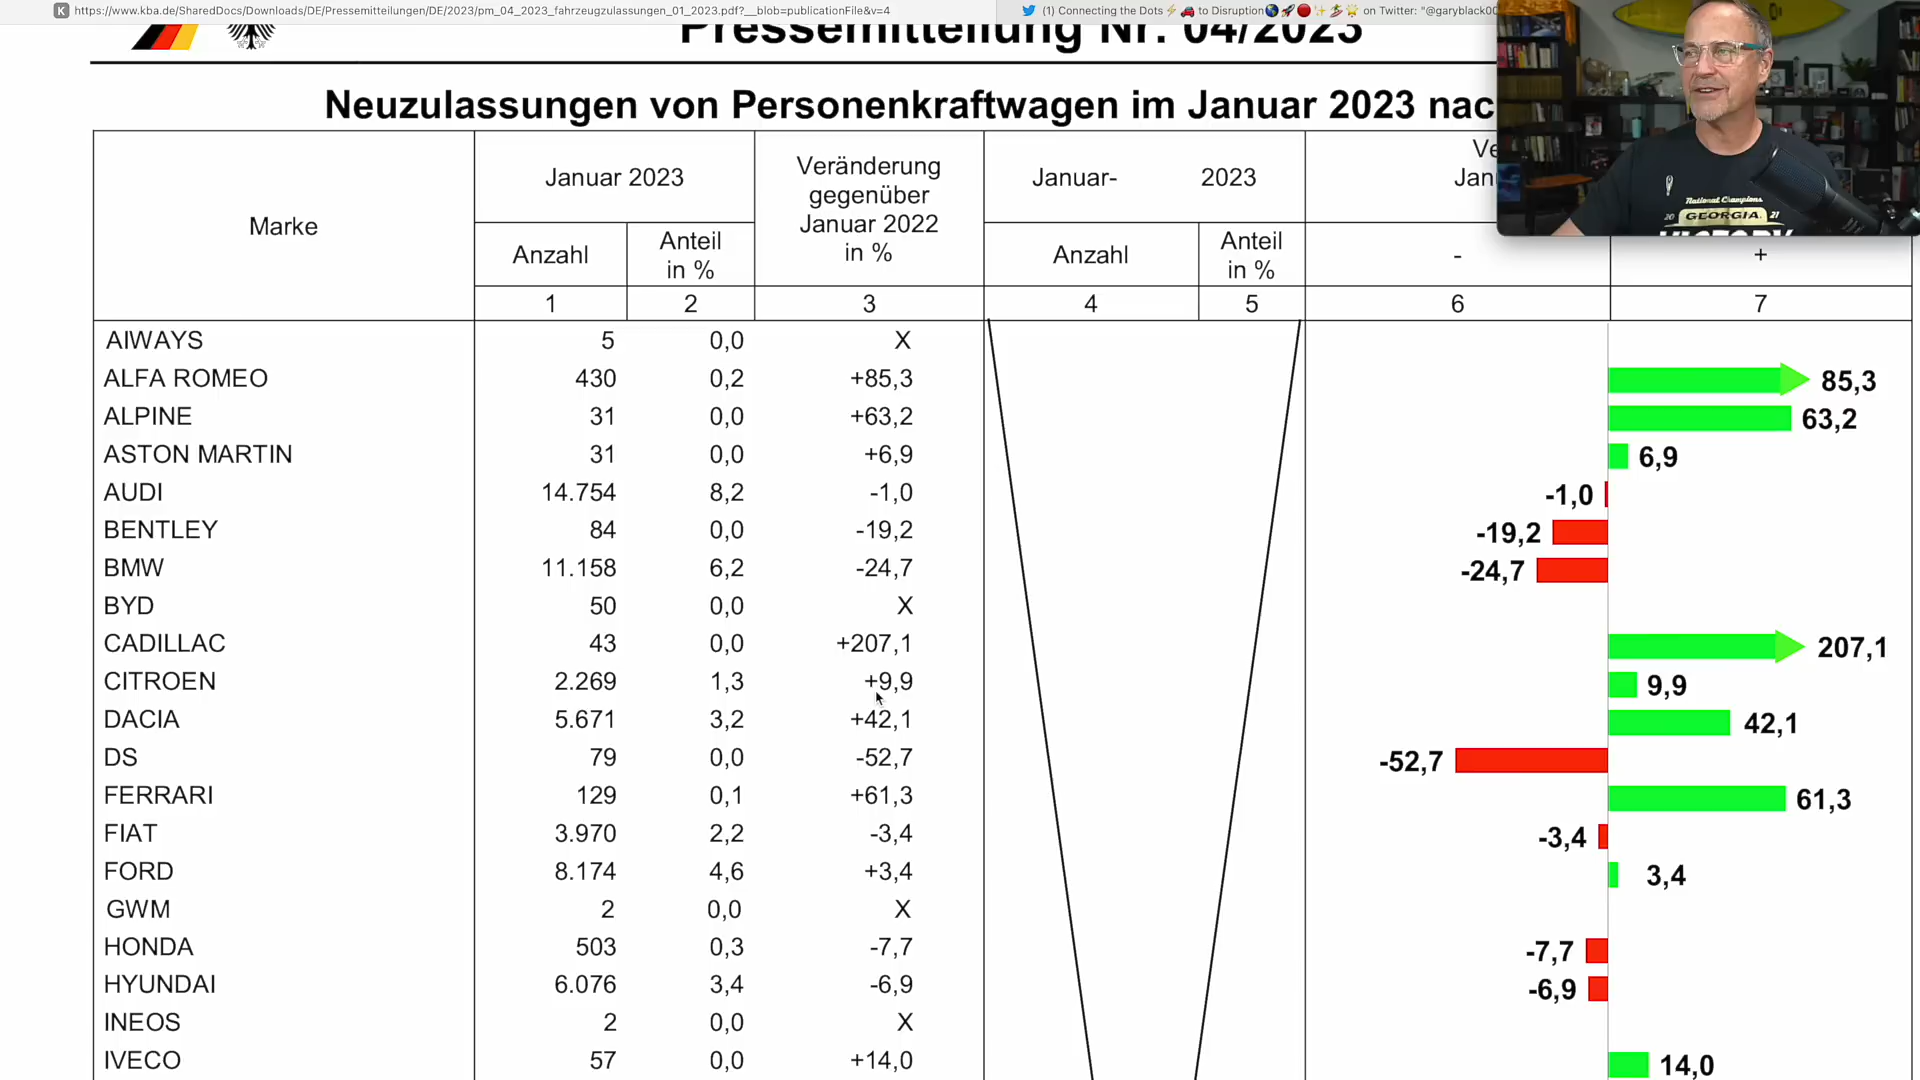 https://www.kba.de/SharedDocs/Downloads/DE/Pressemitteilungen/DE/2023/pm_04_2023_fahrzeugzulassungen_01_2023.pdf?__blob=publicationFile&v=4
(1) Connecting the Dots⚡🚗 to Disruption🌎🚀🔴✨🏂🌟 on Twitter: "@garyblack00
Pressemitteilung Nr. 04/2023
Neuzulassungen von Personenkraftwagen im Januar 2023 nac
Marke
Januar 2023
Veränderung gegenüber Januar 2022 in %
Januar- 2023
Ve
Jan
Anzahl Anteil in % Anzahl Anteil in % - +
1 2 3 4 5 6 7
AIWAYS 5 0,0 X
ALFA ROMEO 430 0,2 +85,3 85,3
ALPINE 31 0,0 +63,2 63,2
ASTON MARTIN 31 0,0 +6,9 6,9
AUDI 14.754 8,2 -1,0 -1,0
BENTLEY 84 0,0 -19,2 -19,2
BMW 11.158 6,2 -24,7 -24,7
BYD 50 0,0 X
CADILLAC 43 0,0 +207,1 207,1
CITROEN 2.269 1,3 +9,9 9,9
DACIA 5.671 3,2 +42,1 42,1
DS 79 0,0 -52,7 -52,7
FERRARI 129 0,1 +61,3 61,3
FIAT 3.970 2,2 -3,4 -3,4
FORD 8.174 4,6 +3,4 3,4
GWM 2 0,0 X
HONDA 503 0,3 -7,7 -7,7
HYUNDAI 6.076 3,4 -6,9 -6,9
INEOS 2 0,0 X
IVECO 57 0,0 +14,0 14,0
National Champions
20 GEORGIA 21
HISTORY